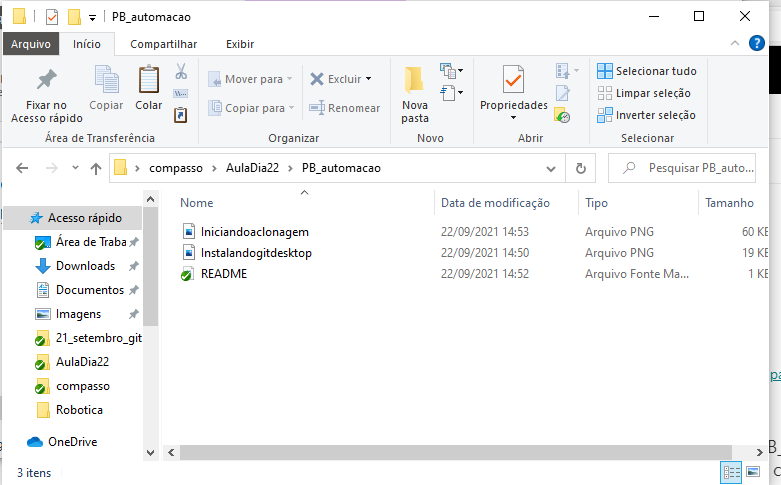 PB_automacao
Arquivo Início Compartilhar Exibir
Fixar no
Acesso rápido
Copiar
Colar
Área de Transferência
Mover para
Copiar para
Excluir
Renomear
Organizar
Nova
pasta
Novo
Propriedades
Abrir
Selecionar tudo
Limpar seleção
Inverter seleção
Selecionar
compasso AulaDia22 PB_automacao
Pesquisar PB_auto...
Nome Data de modificação Tipo Tamanho
Iniciandoaclonagem 22/09/2021 14:53 Arquivo PNG 60 KE
Instalandogitdesktop 22/09/2021 14:50 Arquivo PNG 19 KE
README 22/09/2021 14:52 Arquivo Fonte Ma... 1 KE
Acesso rápido
Área de Traba
Downloads
Documentos
Imagens
21_setembro_git
AulaDia22
compasso
Robotica
OneDrive
3 itens